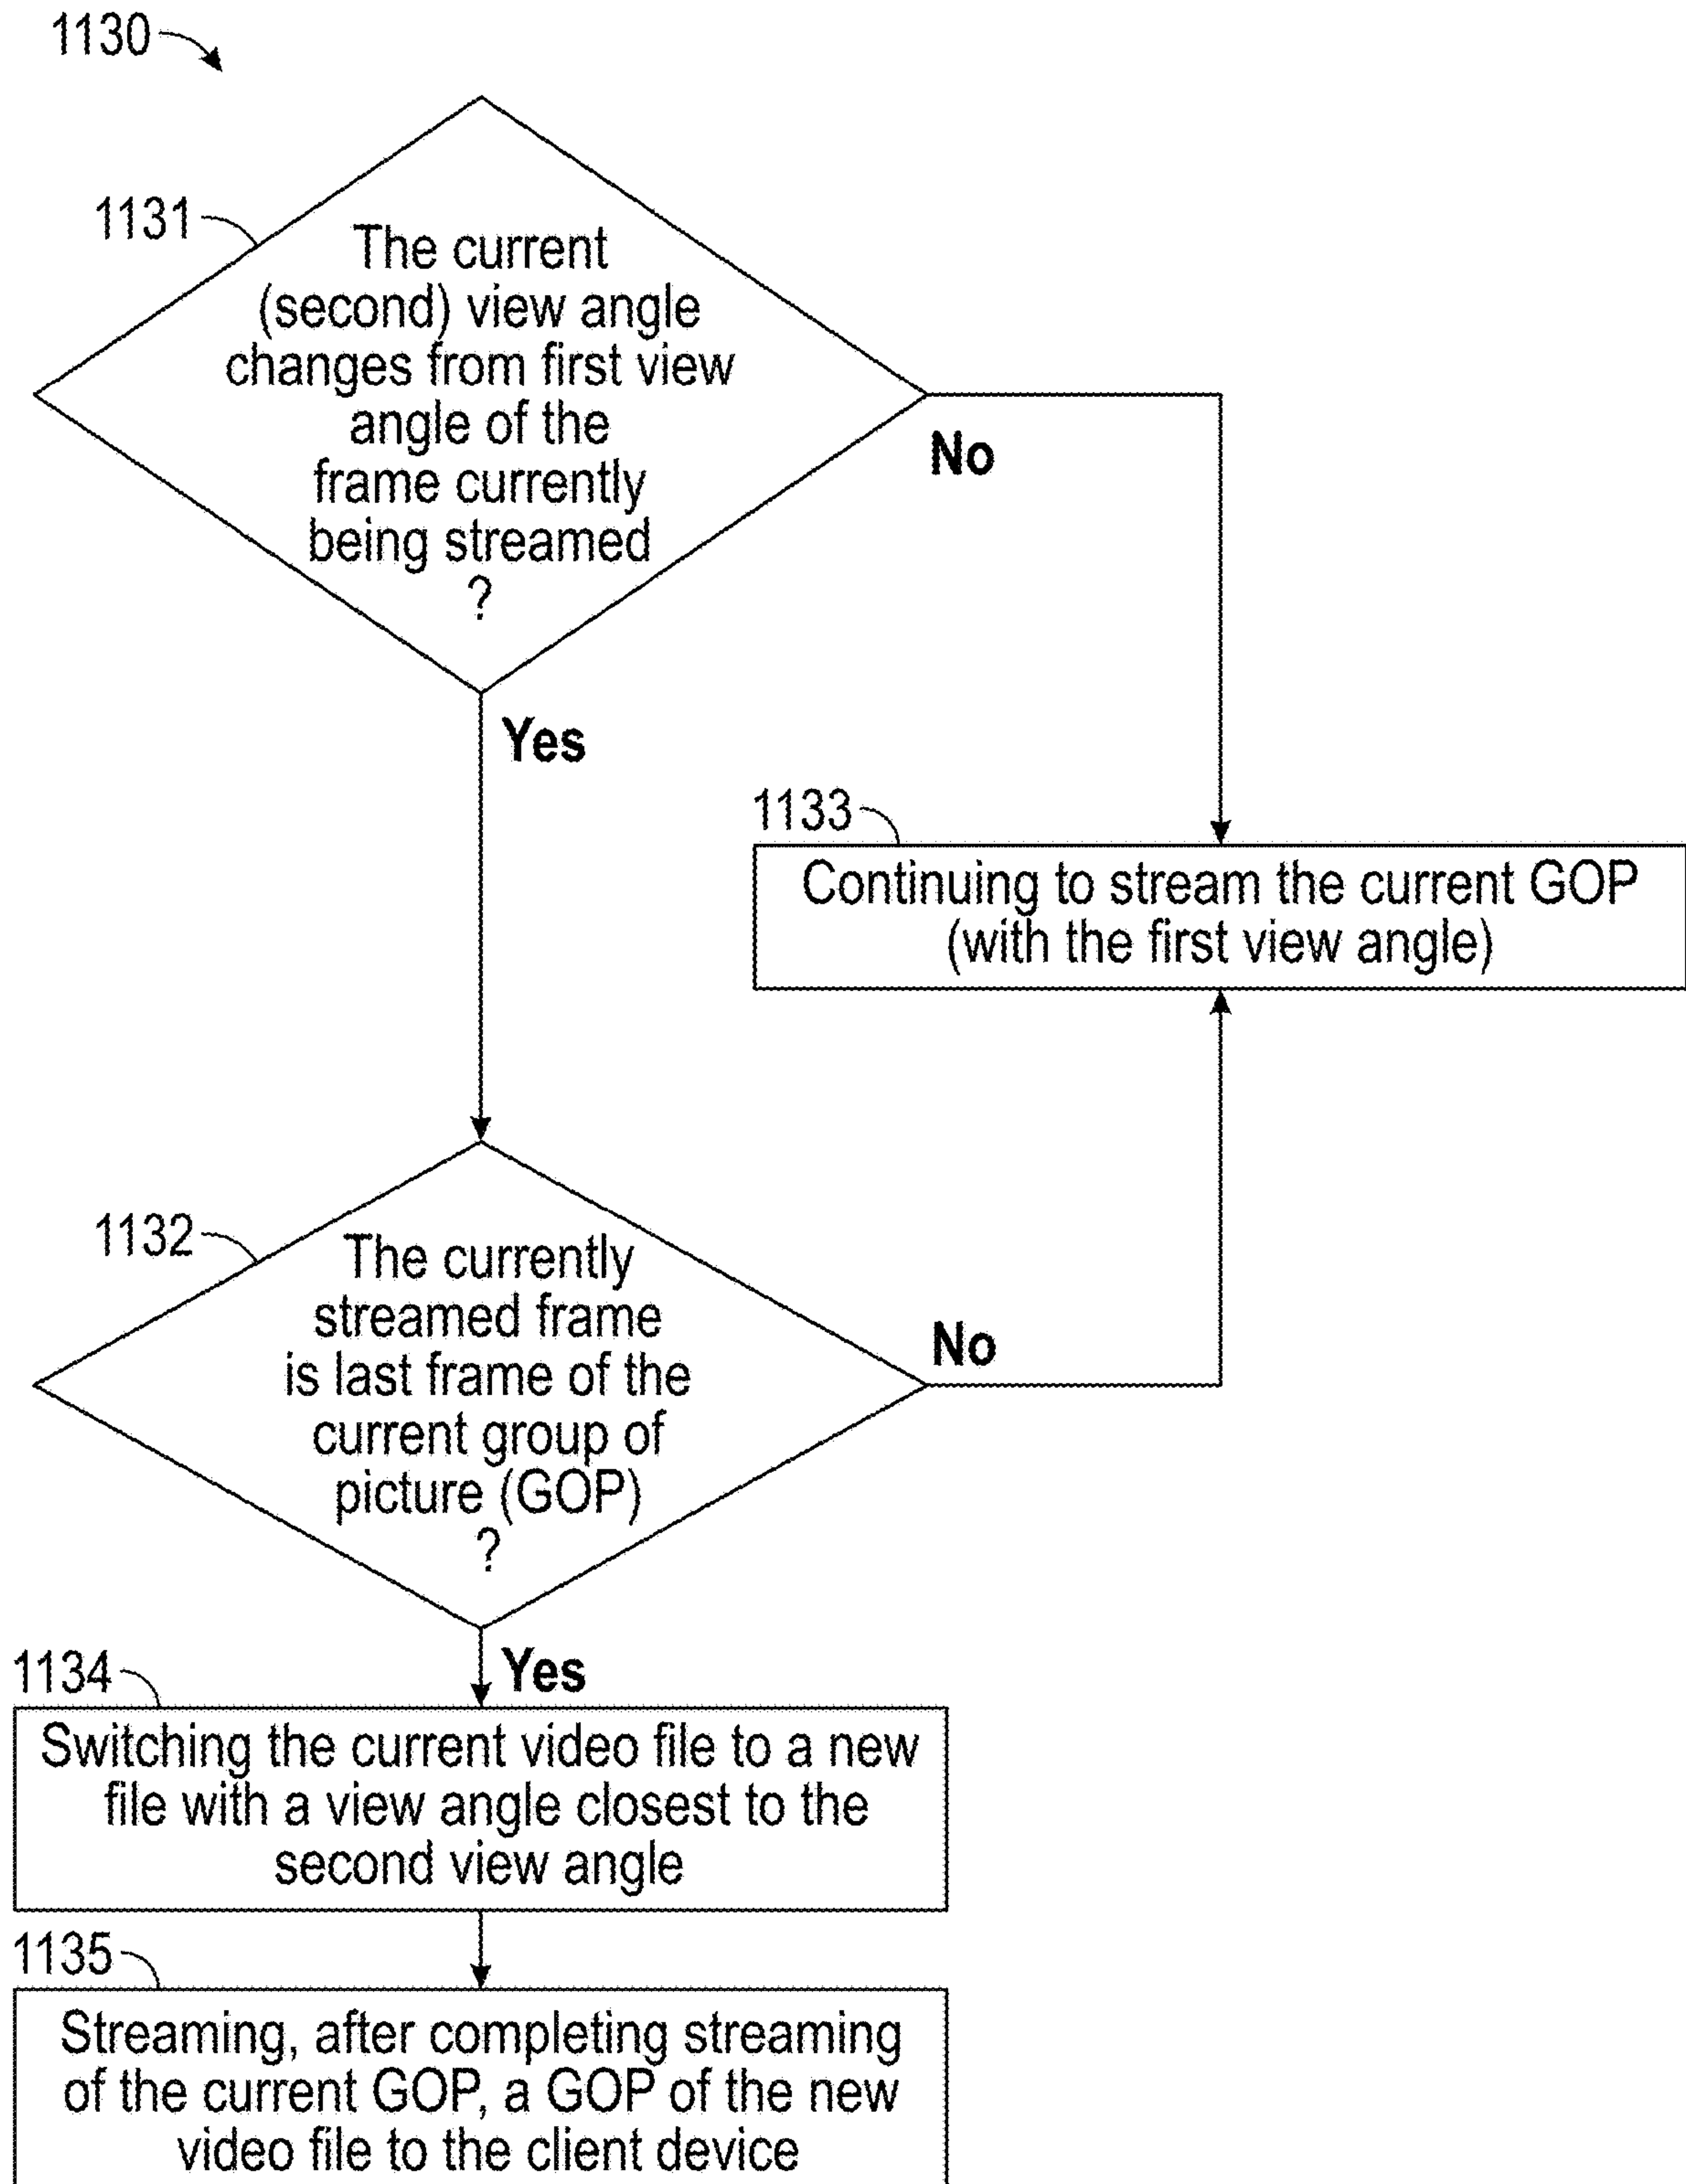 1130
1131
The current
(second) view angle
changes from first view
angle of the
frame currently
being streamed
?
No
Yes
1133
Continuing to stream the current GOP
(with the first view angle)
1132
The currently
streamed frame
is last frame of the
current group of
picture (GOP)
?
No
Yes
1134
Switching the current video file to a new
file with a view angle closest to the
second view angle
1135
Streaming, after completing streaming
of the current GOP, a GOP of the new
video file to the client device